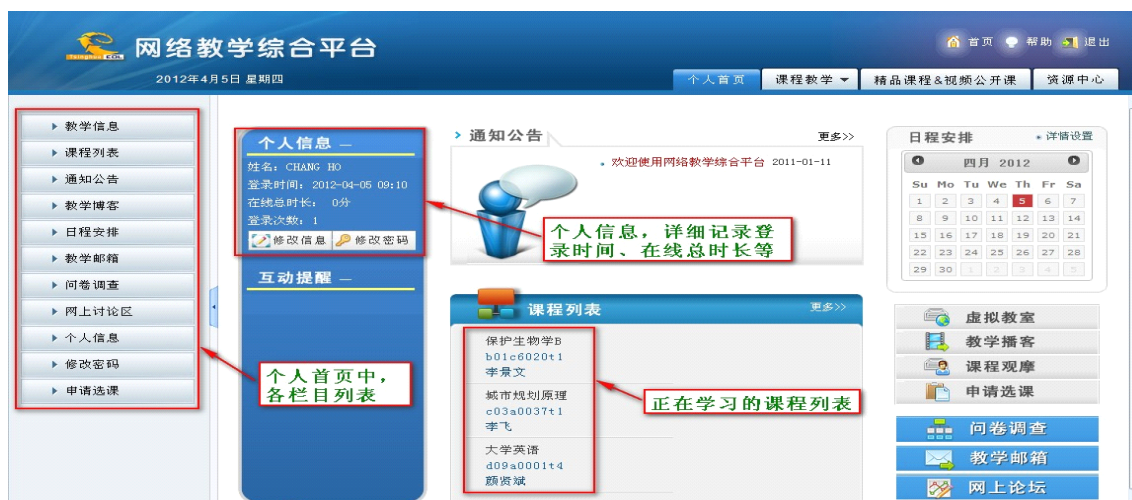 网络教学综合平台
2012年4月5日 星期四
首页 帮助 退出
个人首页 课程教学 精品课程&视频公开课 资源中心
教学信息
课程列表
通知公告
教学博客
日程安排
教学邮箱
问卷调查
网上讨论区
个人信息
修改密码
申请选课
个人首页中，
各栏目列表
个人信息
姓名: CHANG HO
登录时间: 2012-04-05 09:10
在线总时长: 0分
登录次数: 1
修改信息 修改密码
互动提醒
通知公告 更多>>
欢迎使用网络教学综合平台 2011-01-11
个人信息，详细记录登
录时间、在线总时长等
课程列表 更多>>
保护生物学B
b01c6020t1
李景文
城市规划原理
c03a0037t1
李飞
大学英语
d09a0001t4
顾贤斌
正在学习的课程列表
日程安排 详情设置
四月 2012
Su Mo Tu We Th Fr Sa
1 2 3 4 5 6 7
8 9 10 11 12 13 14
15 16 17 18 19 20 21
22 23 24 25 26 27 28
29 30 1 2 3 4 5
虚拟教室
教学播客
课程观摩
申请选课
问卷调查
教学邮箱
网上论坛